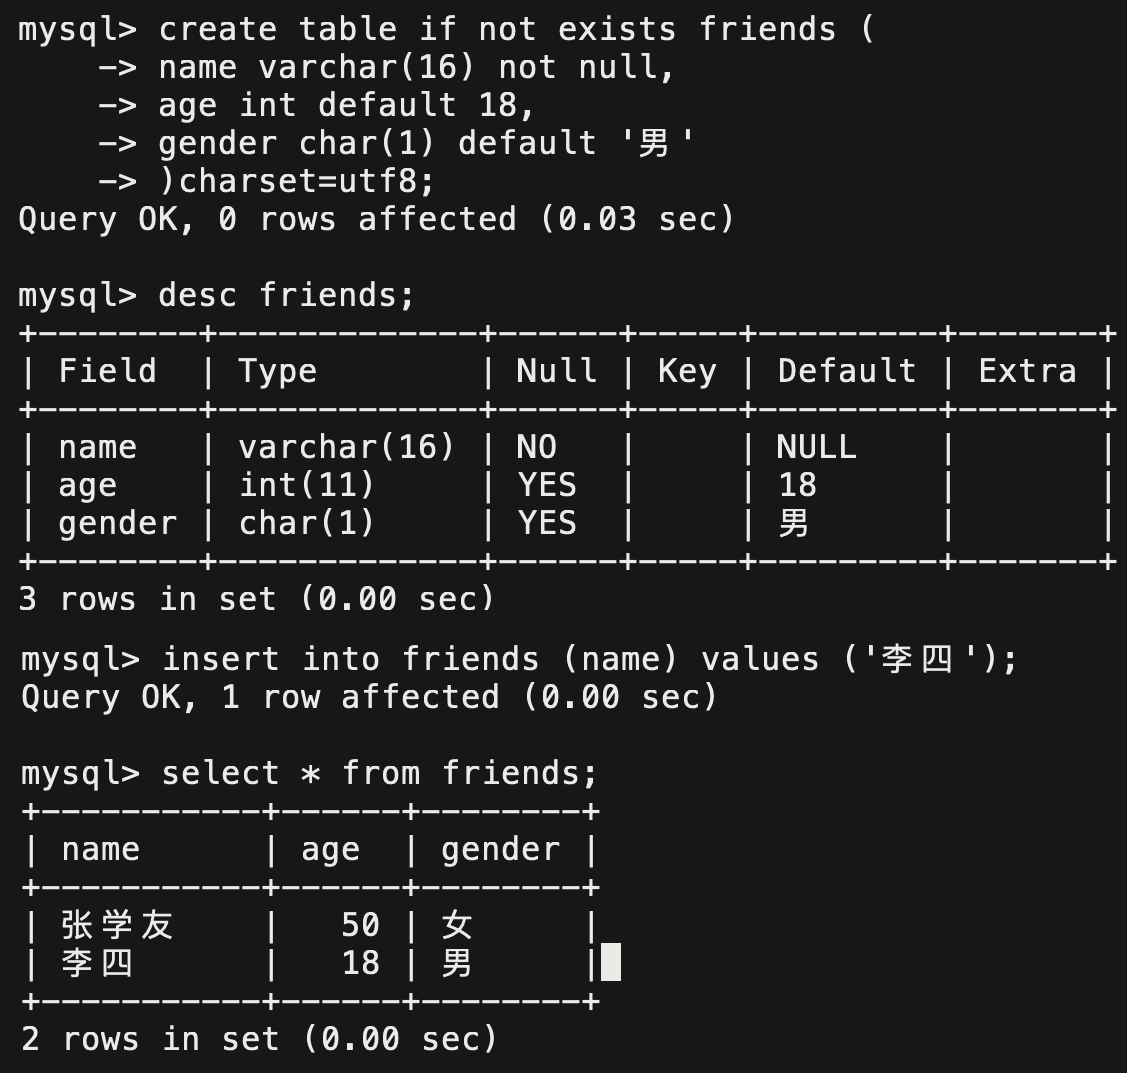 mysql> create table if not exists friends (
    -> name varchar(16) not null,
    -> age int default 18,
    -> gender char(1) default '男'
    -> )charset=utf8;
Query OK, 0 rows affected (0.03 sec)

mysql> desc friends;
+--------+-------------+------+-----+---------+-------+
| Field  | Type        | Null | Key | Default | Extra |
+--------+-------------+------+-----+---------+-------+
| name   | varchar(16) | NO   |     | NULL    |       |
| age    | int(11)     | YES  |     | 18      |       |
| gender | char(1)     | YES  |     | 男      |       |
+--------+-------------+------+-----+---------+-------+
3 rows in set (0.00 sec)
mysql> insert into friends (name) values ('李四');
Query OK, 1 row affected (0.00 sec)

mysql> select * from friends;
+-----------+------+--------+
| name      | age  | gender |
+-----------+------+--------+
| 张学友    |   50 | 女     |
| 李四      |   18 | 男     |
+-----------+------+--------+
2 rows in set (0.00 sec)